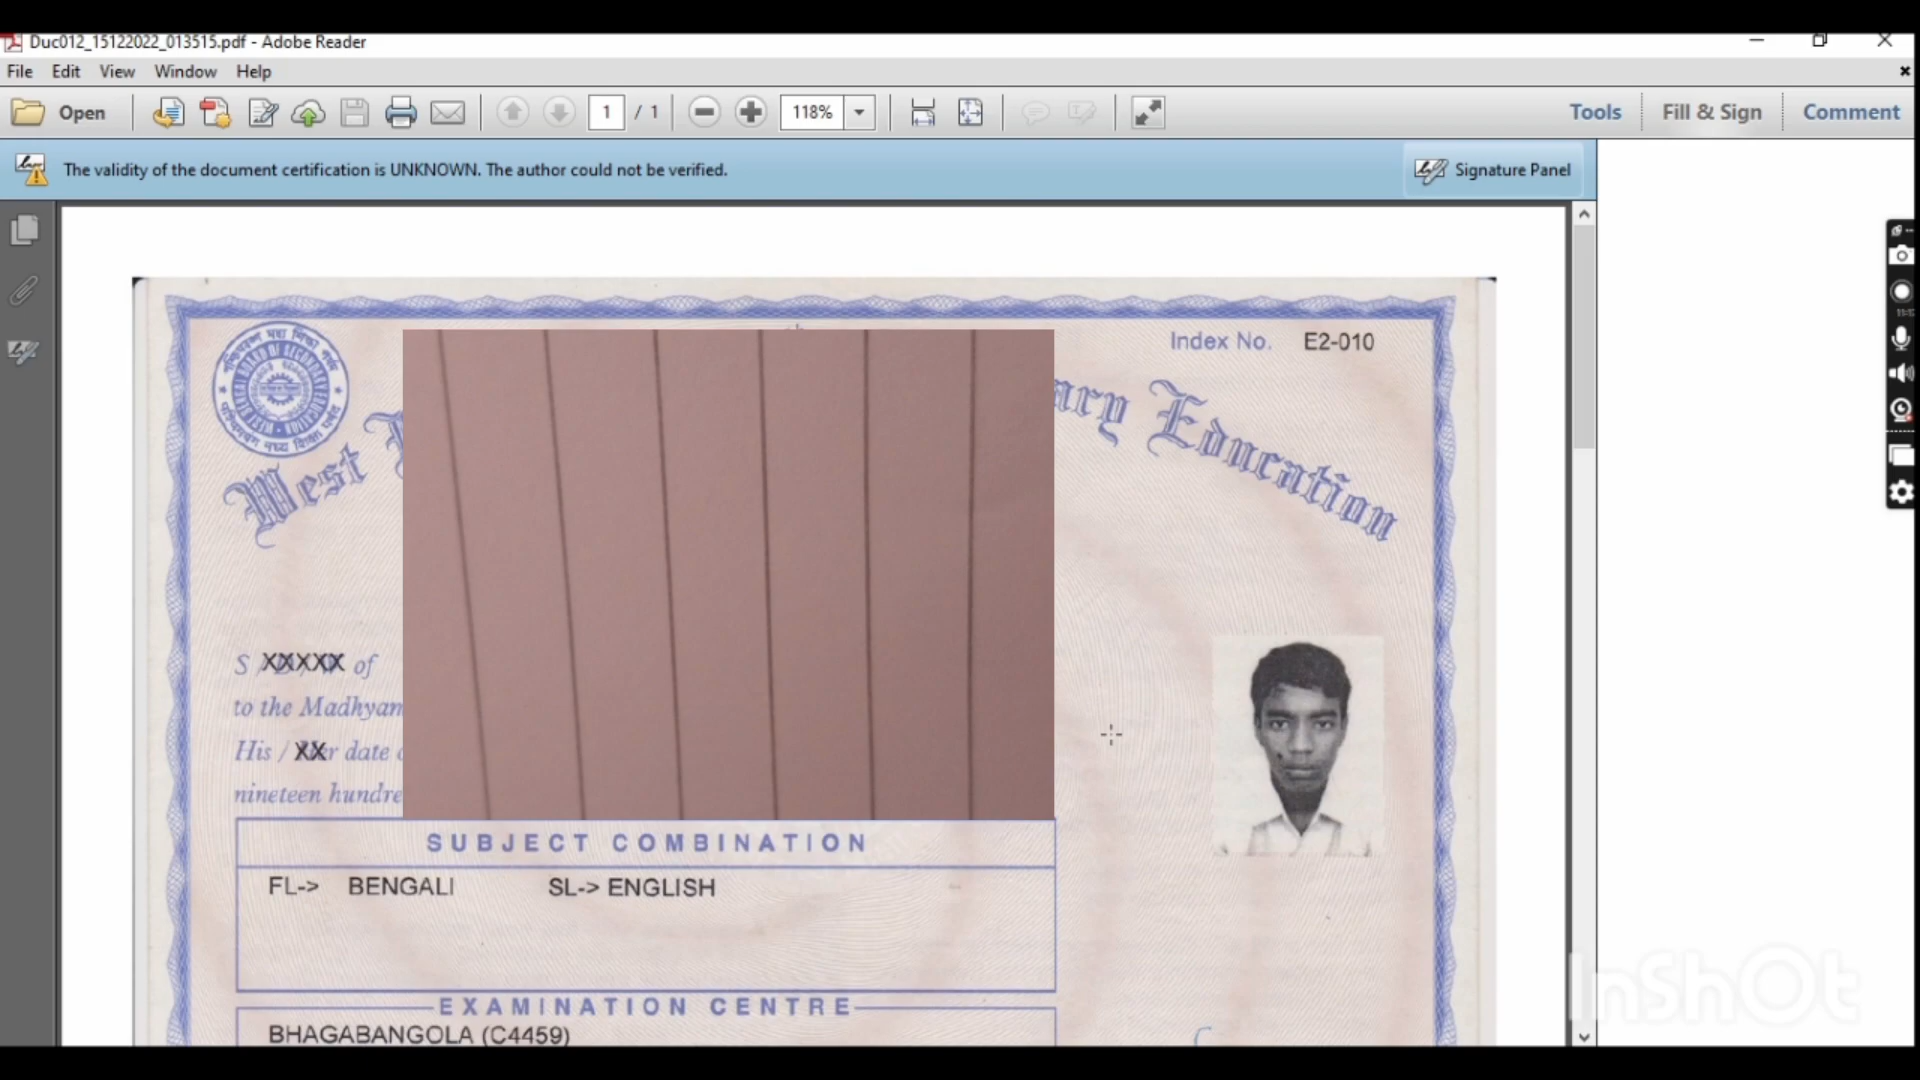 Duc012_15122022_013515.pdf - Adobe Reader
File Edit View Window Help
Open 1 / 1 118% Tools Fill & Sign Comment
The validity of the document certification is UNKNOWN. The author could not be verified. Signature Panel
Index No. E2-010
West ary Education
S / XXXXX of
to the Madhyam
His / XXer date
nineteen hundre
SUBJECT COMBINATION
FL-> BENGALI SL-> ENGLISH
EXAMINATION CENTRE
BHAGABANGOLA (C4459)
InShOt